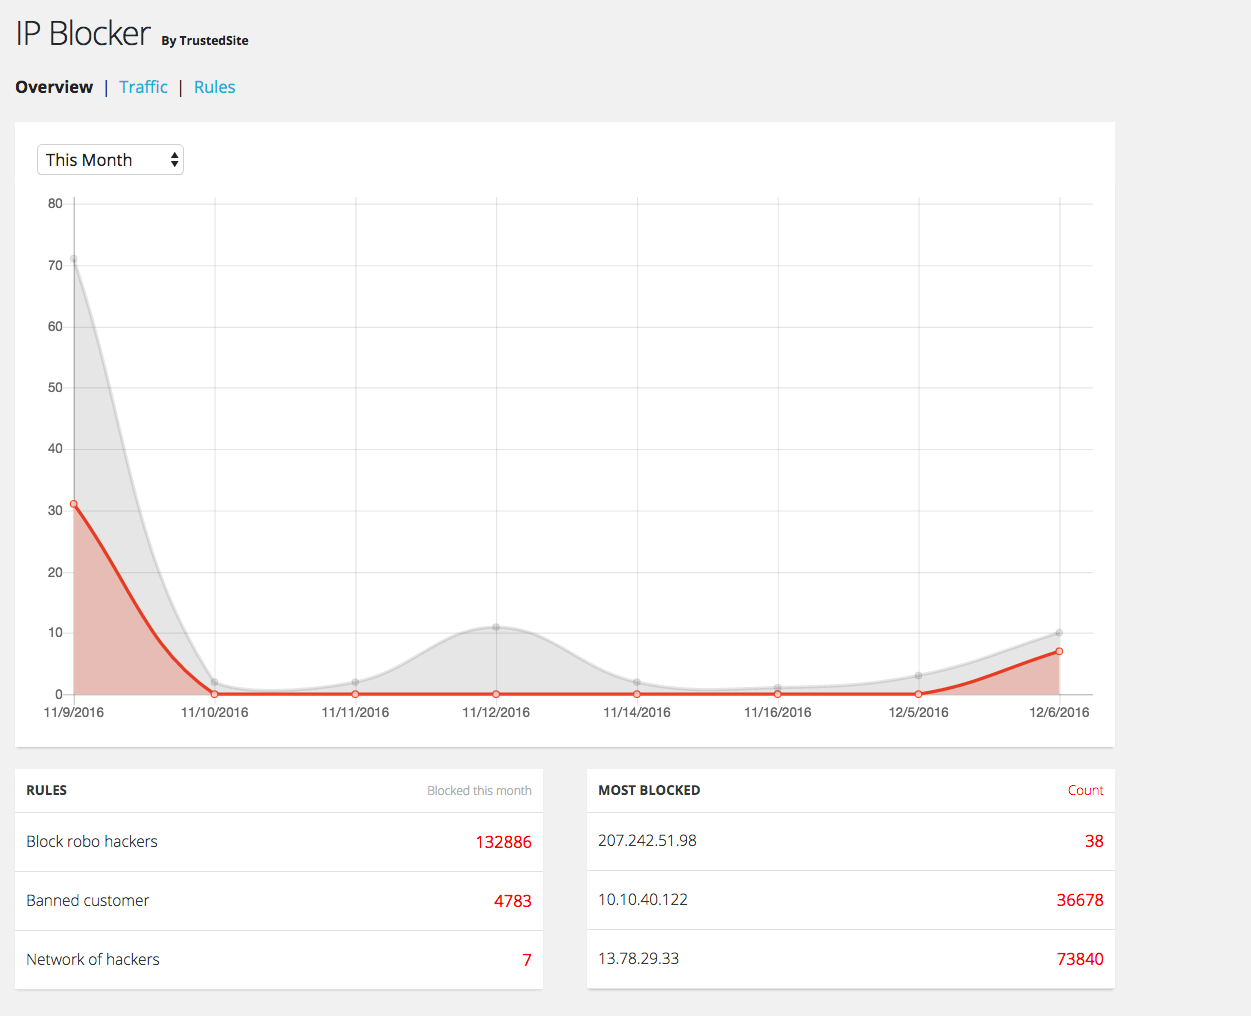 IP Blocker By TrustedSite
Overview | Traffic | Rules
This Month
80
70
60
50
40
30
20
10
0
11/9/2016 11/10/2016 11/11/2016 11/12/2016 11/14/2016 11/16/2016 12/5/2016 12/6/2016
RULES Blocked this month
Block robo hackers 132886
Banned customer 4783
Network of hackers 7
MOST BLOCKED Count
207.242.51.98 38
10.10.40.122 36678
13.78.29.33 73840